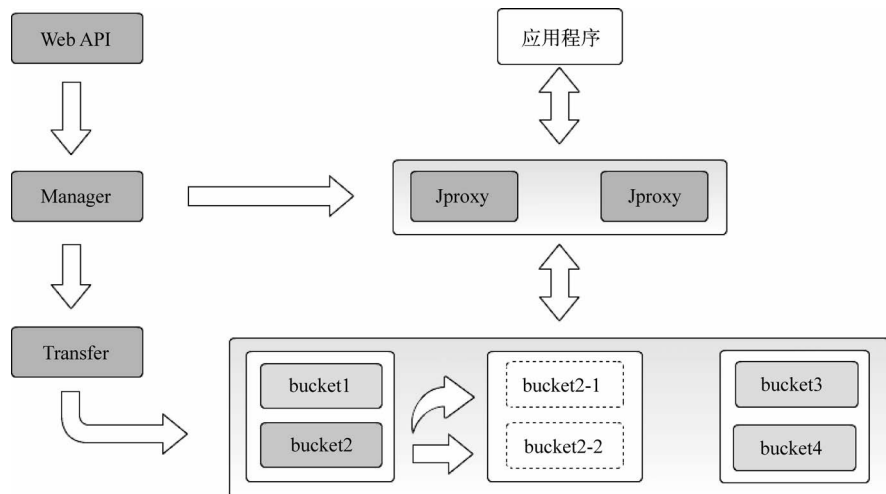 Web API
应用程序
Manager
Jproxy
Jproxy
Transfer
bucket1
bucket2-1
bucket3
bucket2
bucket2-2
bucket4